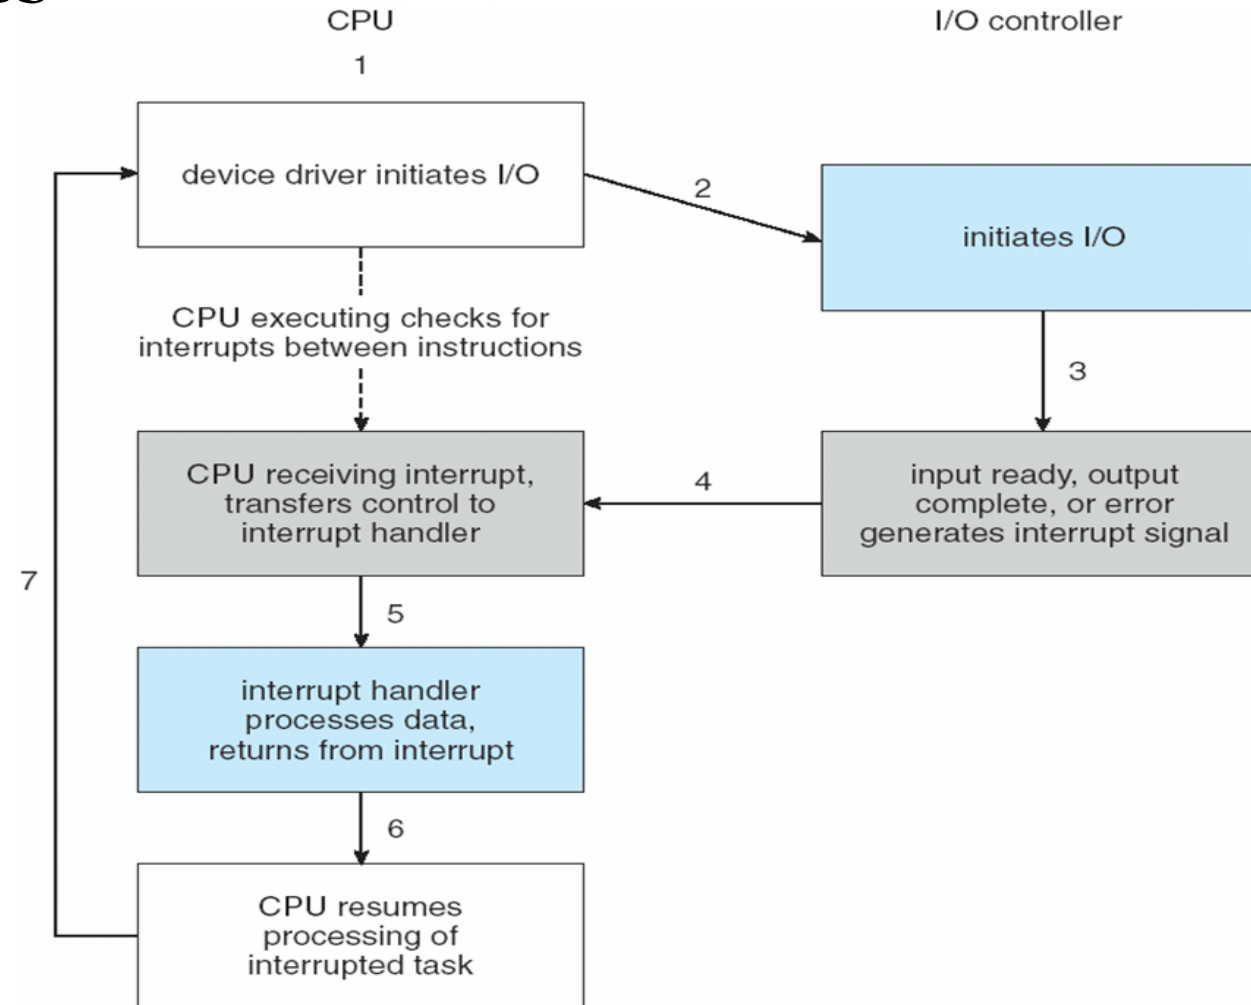 CPU
I/O controller
1
device driver initiates I/O
2
initiates I/O
CPU executing checks for
interrupts between instructions
3
CPU receiving interrupt,
transfers control to
interrupt handler
4
input ready, output
complete, or error
generates interrupt signal
7
5
interrupt handler
processes data,
returns from interrupt
6
CPU resumes
processing of
interrupted task